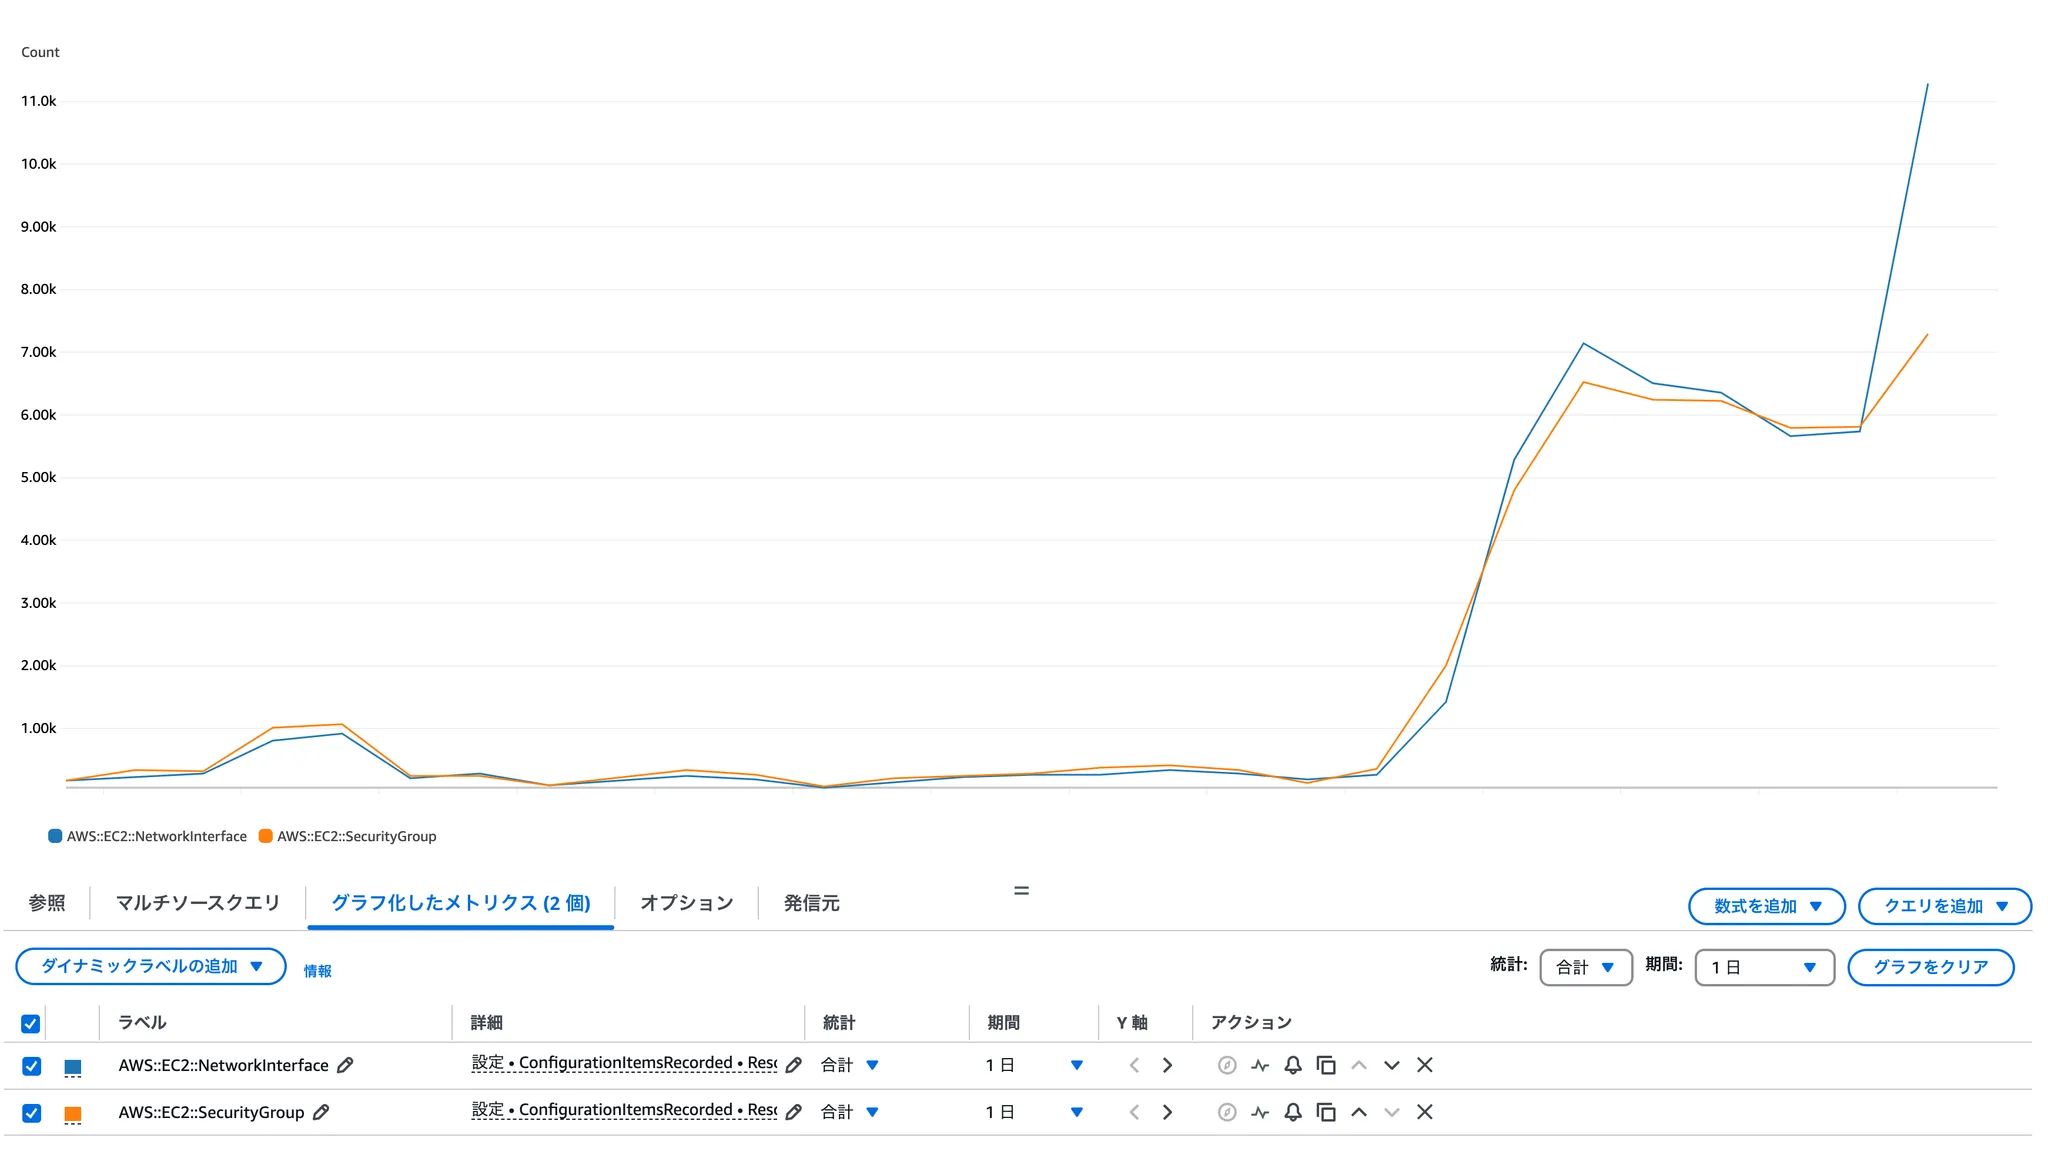 Count
11.0k
10.0k
9.00k
8.00k
7.00k
6.00k
5.00k
4.00k
3.00k
2.00k
1.00k
AWS::EC2::NetworkInterface AWS::EC2::SecurityGroup
参照 マルチソースクエリ グラフ化したメトリクス (2 個) オプション 発信元 数式を追加 クエリを追加
ダイナミックラベルの追加 情報 統計: 合計 期間: 1 日 グラフをクリア
ラベル 詳細 統計 期間 Y 軸 アクション
AWS::EC2::NetworkInterface 設定 • ConfigurationItemsRecorded • Resc 合計 1 日
AWS::EC2::SecurityGroup 設定 • ConfigurationItemsRecorded • Resc 合計 1 日